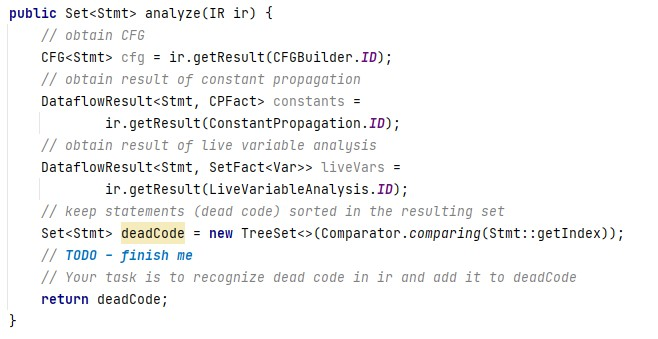 public Set<Stmt> analyze(IR ir) {
    // obtain CFG
    CFG<Stmt> cfg = ir.getResult(CFGBuilder.ID);
    // obtain result of constant propagation
    DataflowResult<Stmt, CPFact> constants =
            ir.getResult(ConstantPropagation.ID);
    // obtain result of live variable analysis
    DataflowResult<Stmt, SetFact<Var>> liveVars =
            ir.getResult(LiveVariableAnalysis.ID);
    // keep statements (dead code) sorted in the resulting set
    Set<Stmt> deadCode = new TreeSet<>(Comparator.comparing(Stmt::getIndex));
    // TODO - finish me
    // Your task is to recognize dead code in ir and add it to deadCode
    return deadCode;
}